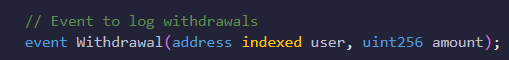 // Event to log withdrawals
event Withdrawal(address indexed user, uint256 amount);